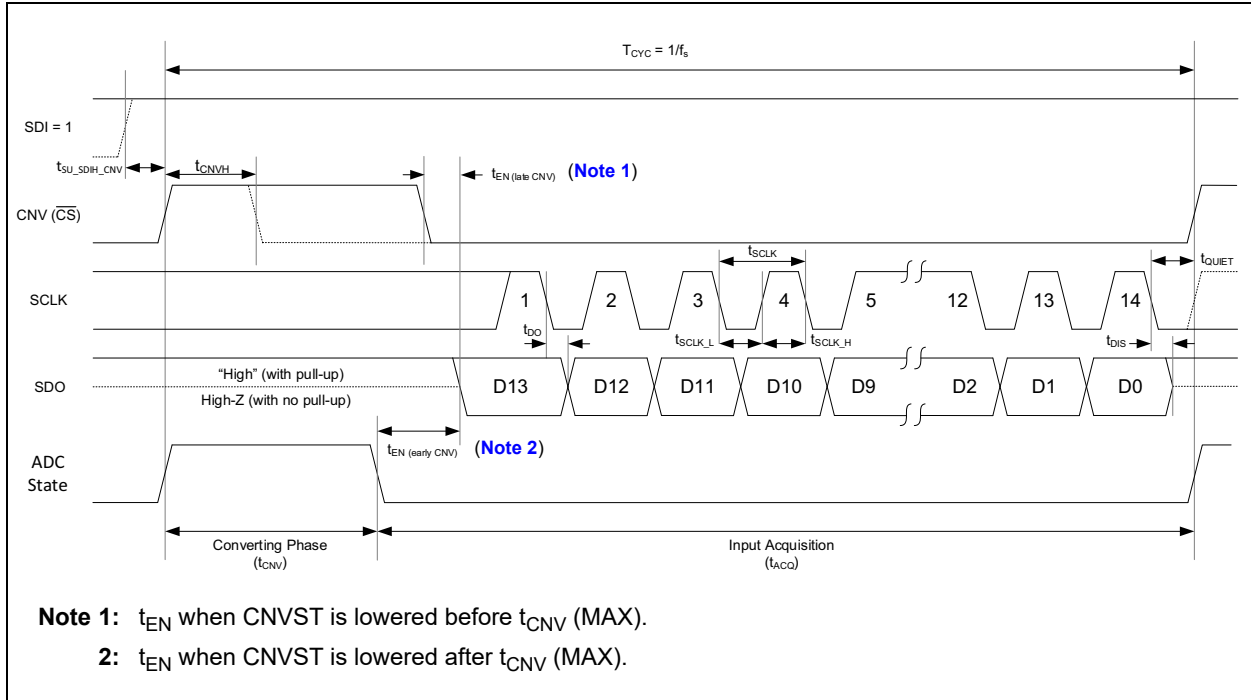 T_CYC = 1/f_s
SDI = 1
t_SU_SDIH_CNV
t_CNVH
t_EN (late CNV) (Note 1)
CNV (C̅S̅)
t_SCLK
t_QUIET
SCLK
1 2 3 4 5 12 13 14
t_DO
t_SCLK_L
t_SCLK_H
t_DIS
SDO
“High” (with pull-up)
High-Z (with no pull-up)
D13 D12 D11 D10 D9 D2 D1 D0
t_EN (early CNV) (Note 2)
ADC
State
Converting Phase
(t_CNV)
Input Acquisition
(t_ACQ)
Note 1: t_EN when CNVST is lowered before t_CNV (MAX).
2: t_EN when CNVST is lowered after t_CNV (MAX).